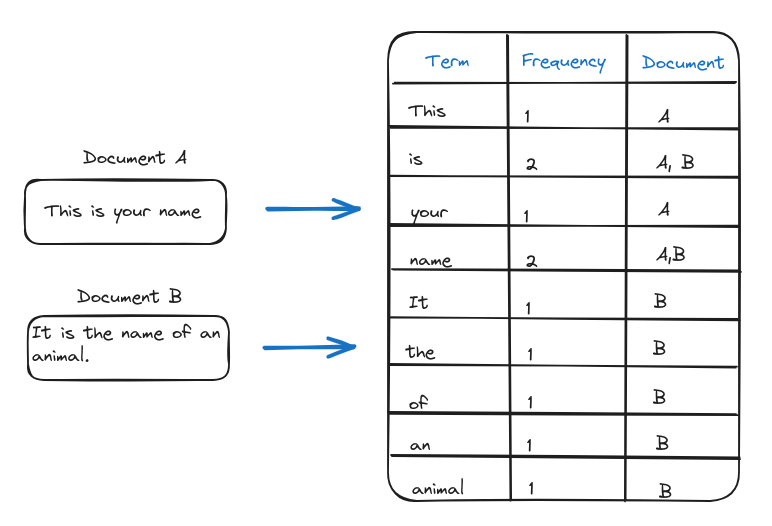 Document A
This is your name
Document B
It is the name of an
animal.
Term Frequency Document
This 1 A
is 2 A, B
your 1 A
name 2 A,B
It 1 B
the 1 B
of 1 B
an 1 B
animal 1 B